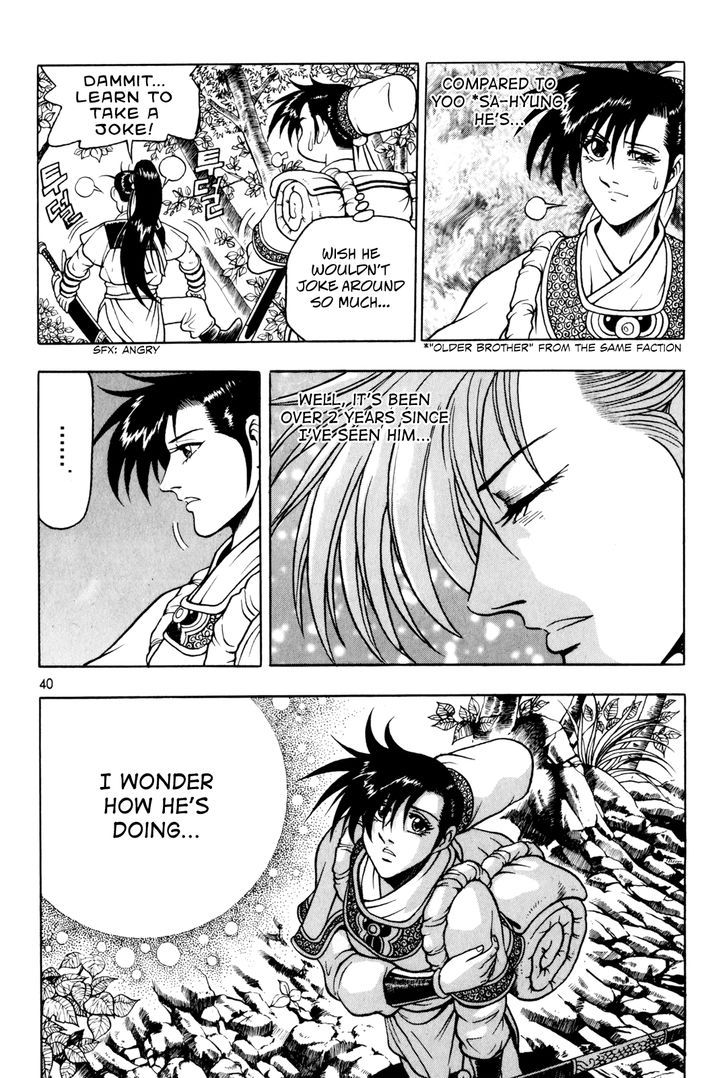 DAMMIT...
LEARN TO
TAKE A
JOKE!
WISH HE
WOULDN'T
JOKE AROUND
SO MUCH...
SFX: ANGRY
COMPARED TO
YOO *SA-HYUNG,
HE'S...
*"OLDER BROTHER" FROM THE SAME FACTION
......
WELL, IT'S BEEN
OVER 2 YEARS SINCE
I'VE SEEN HIM...
40
I WONDER
HOW HE'S
DOING...